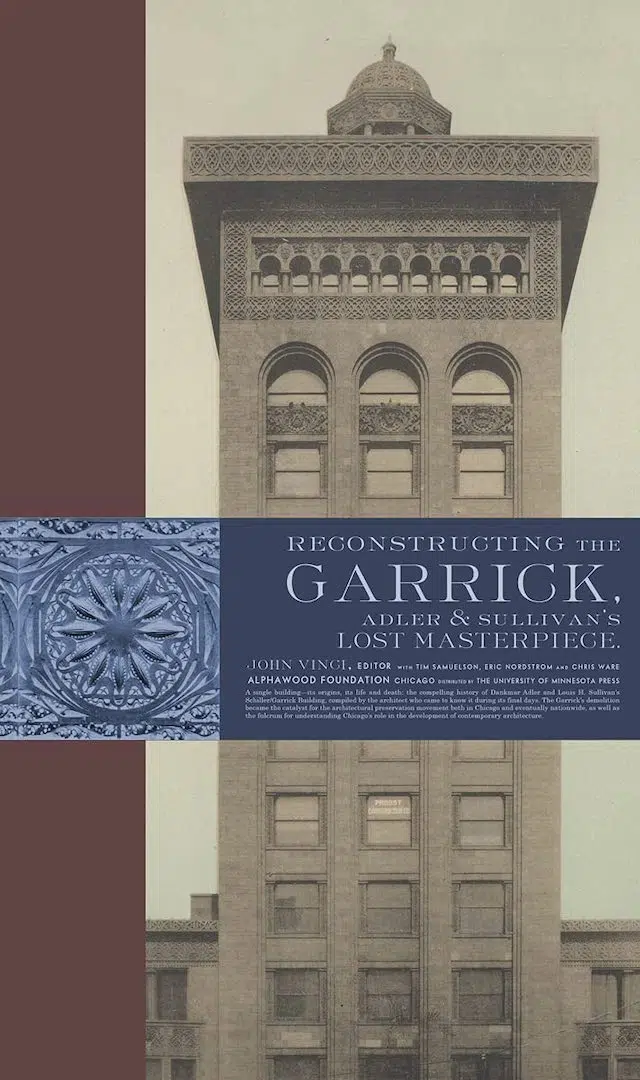 RECONSTRUCTING THE
GARRICK,
ADLER & SULLIVAN'S
LOST MASTERPIECE.
JOHN VINCI, EDITOR WITH TIM SAMUELSON, ERIC NORDSTROM AND CHRIS WARE
ALPHAWOOD FOUNDATION CHICAGO DISTRIBUTED BY THE UNIVERSITY OF MINNESOTA PRESS
A single building—its origins, its life and death: the compelling history of Dankmar Adler and Louis H. Sullivan's
Schiller/Garrick Building, compiled by the architect who came to know it during its final days. The Garrick's demolition
became the catalyst for the architectural preservation movement both in Chicago and eventually nationwide, as well as
the fulcrum for understanding Chicago's role in the development of contemporary architecture.
PROBST